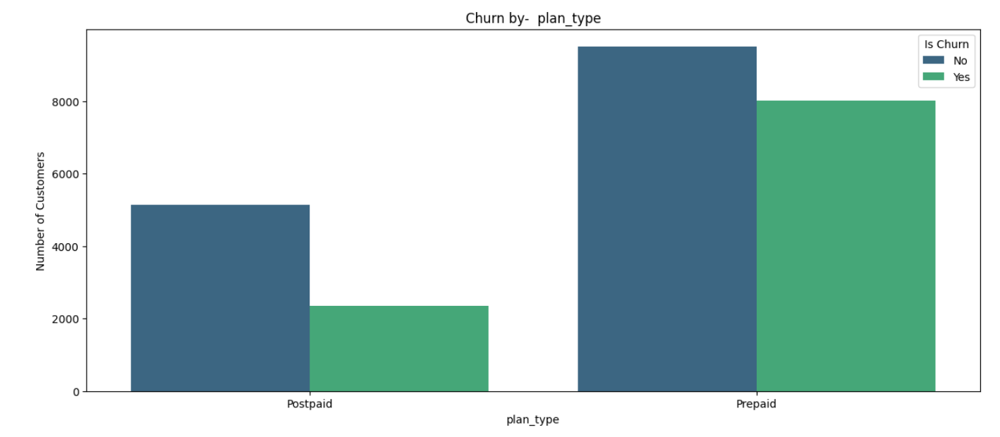 Churn by-  plan_type
Is Churn
No
Yes
8000
6000
4000
2000
0
Number of Customers
Postpaid
Prepaid
plan_type